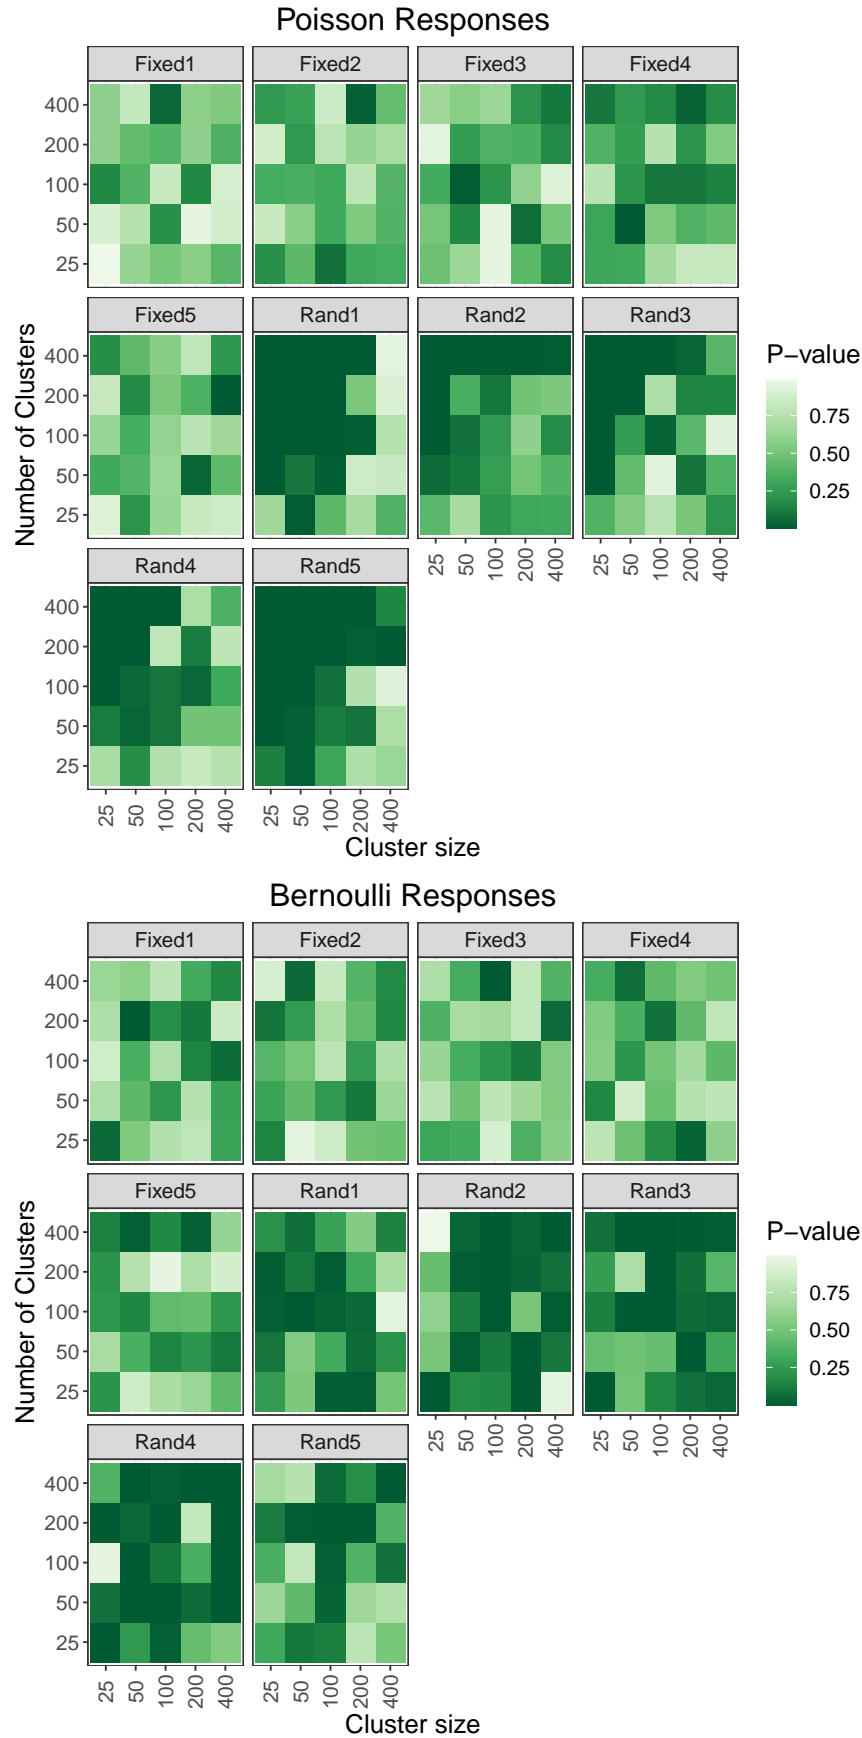 Poisson Responses
Fixed1 Fixed2 Fixed3 Fixed4
400
200
100
50
25
Fixed5 Rand1 Rand2 Rand3
400
200
100
50
25
Number of Clusters
P−value
0.75
0.50
0.25
25 50 100 200 400 25 50 100 200 400
Rand4 Rand5
400
200
100
50
25
25 50 100 200 400 25 50 100 200 400
Cluster size
Bernoulli Responses
Fixed1 Fixed2 Fixed3 Fixed4
400
200
100
50
25
Fixed5 Rand1 Rand2 Rand3
400
200
100
50
25
Number of Clusters
P−value
0.75
0.50
0.25
25 50 100 200 400 25 50 100 200 400
Rand4 Rand5
400
200
100
50
25
25 50 100 200 400 25 50 100 200 400
Cluster size